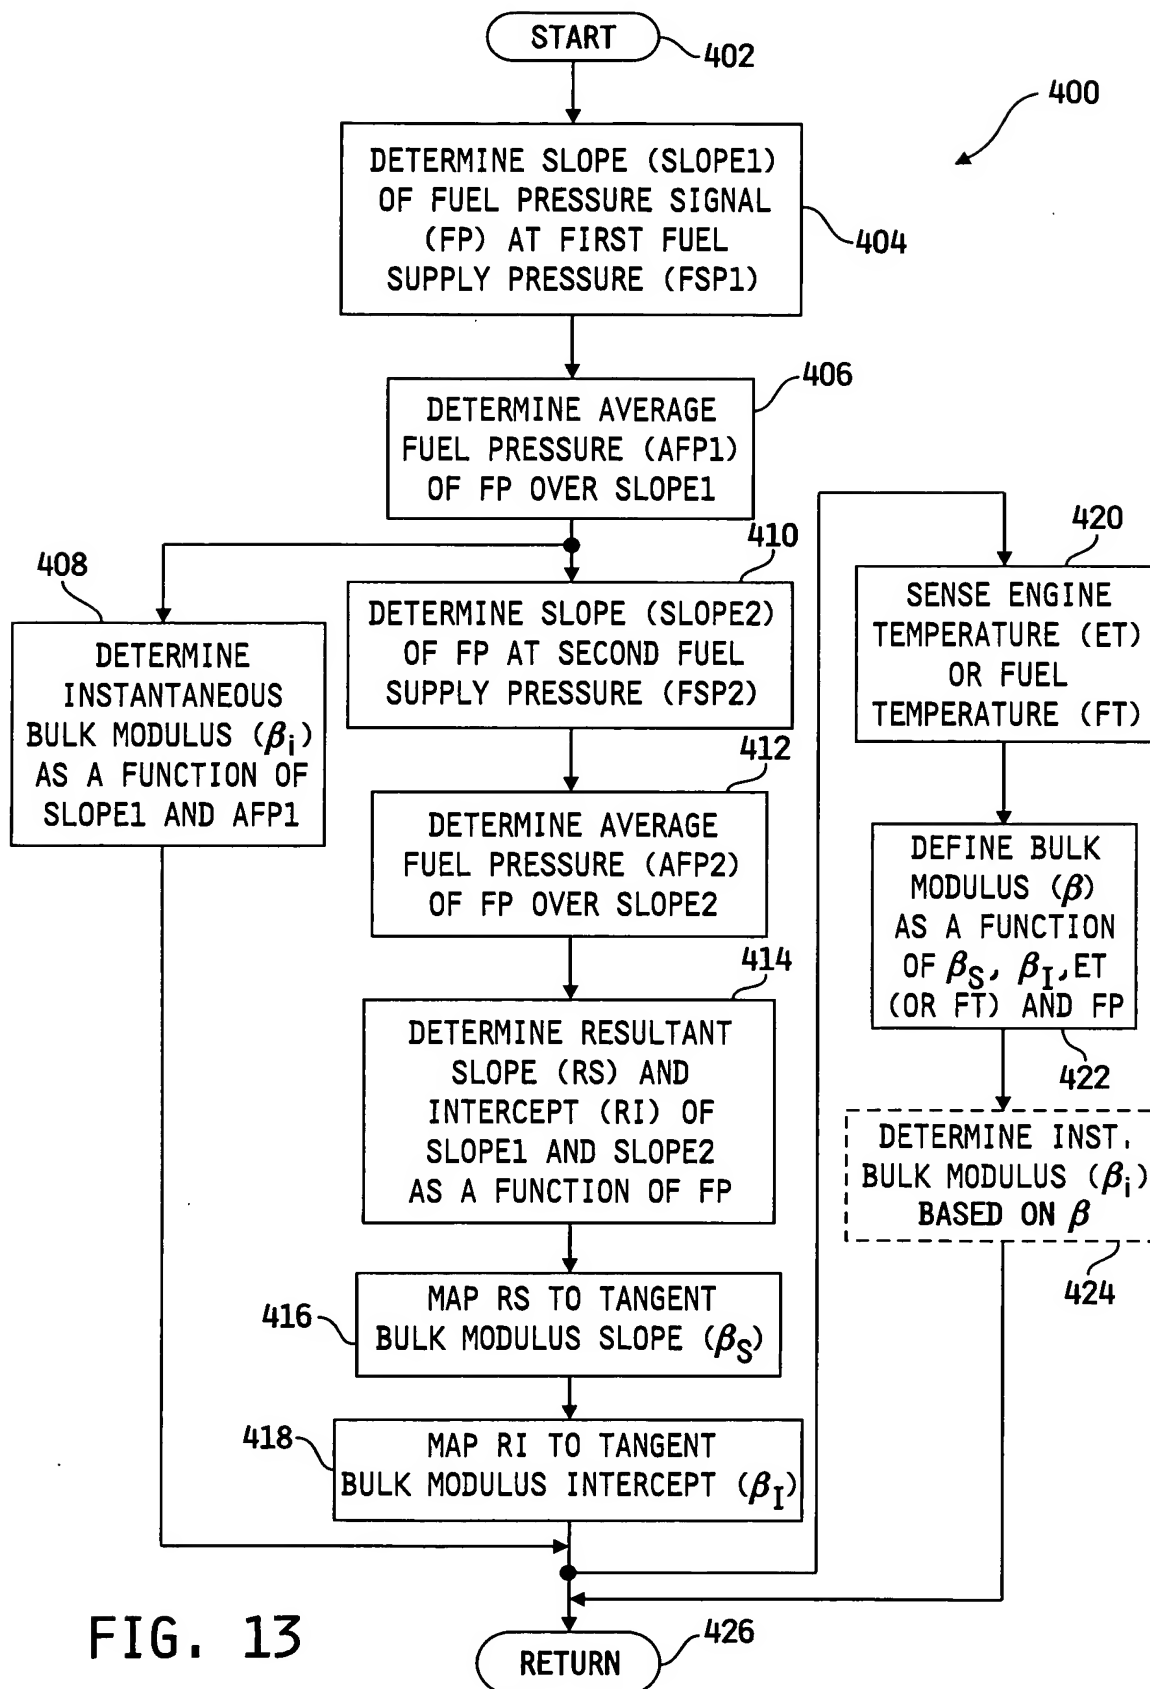 START
402
400
DETERMINE SLOPE (SLOPE1)
OF FUEL PRESSURE SIGNAL
(FP) AT FIRST FUEL
SUPPLY PRESSURE (FSP1)
404
406
DETERMINE AVERAGE
FUEL PRESSURE (AFP1)
OF FP OVER SLOPE1
408
DETERMINE
INSTANTANEOUS
BULK MODULUS (βi)
AS A FUNCTION OF
SLOPE1 AND AFP1
410
DETERMINE SLOPE (SLOPE2)
OF FP AT SECOND FUEL
SUPPLY PRESSURE (FSP2)
412
DETERMINE AVERAGE
FUEL PRESSURE (AFP2)
OF FP OVER SLOPE2
414
DETERMINE RESULTANT
SLOPE (RS) AND
INTERCEPT (RI) OF
SLOPE1 AND SLOPE2
AS A FUNCTION OF FP
416
MAP RS TO TANGENT
BULK MODULUS SLOPE (βS)
418
MAP RI TO TANGENT
BULK MODULUS INTERCEPT (βI)
420
SENSE ENGINE
TEMPERATURE (ET)
OR FUEL
TEMPERATURE (FT)
DEFINE BULK
MODULUS (β)
AS A FUNCTION
OF βS, βI, ET
(OR FT) AND FP
422
DETERMINE INST.
BULK MODULUS (βi)
BASED ON β
424
RETURN
426
FIG. 13